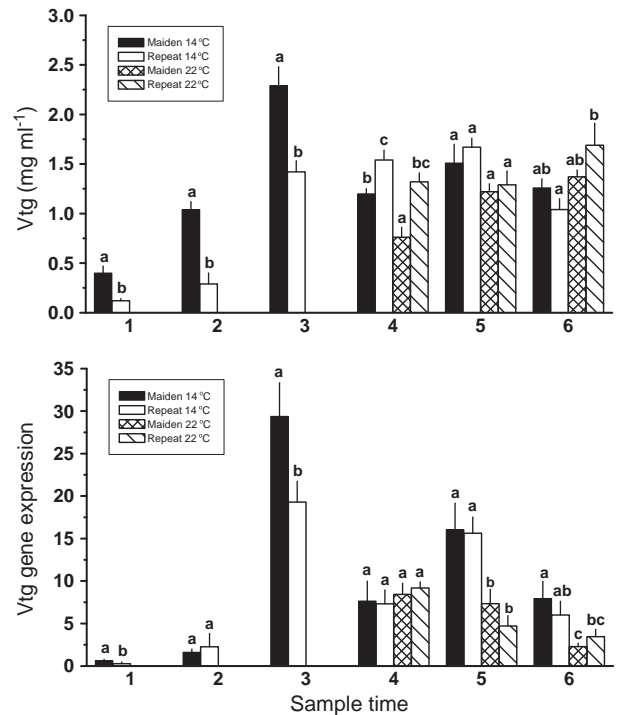 3.0
2.5
2.0
1.5
1.0
0.5
0.0
Vtg (mg ml⁻¹)
Maiden 14 °C
Repeat 14 °C
Maiden 22 °C
Repeat 22 °C
a b
a b
a b
b c a bc
a a a a
ab a ab b
1 2 3 4 5 6
35
30
25
20
15
10
5
0
Vtg gene expression
Maiden 14 °C
Repeat 14 °C
Maiden 22 °C
Repeat 22 °C
a b
a a
a b
a a a a
a a b b
a ab c bc
1 2 3 4 5 6
Sample time